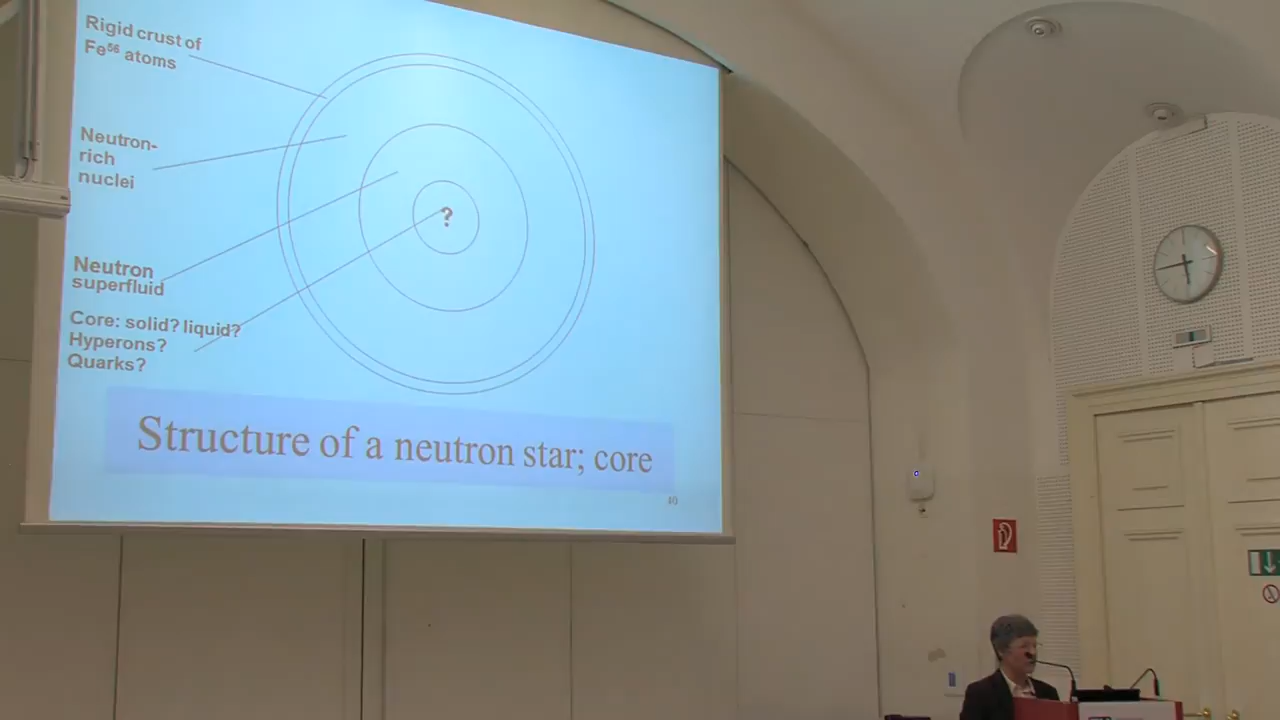 Rigid crust of
Fe⁵⁶ atoms
Neutron-
rich
nuclei
?
Neutron
superfluid
Core: solid? liquid?
Hyperons?
Quarks?
Structure of a neutron star; core
40